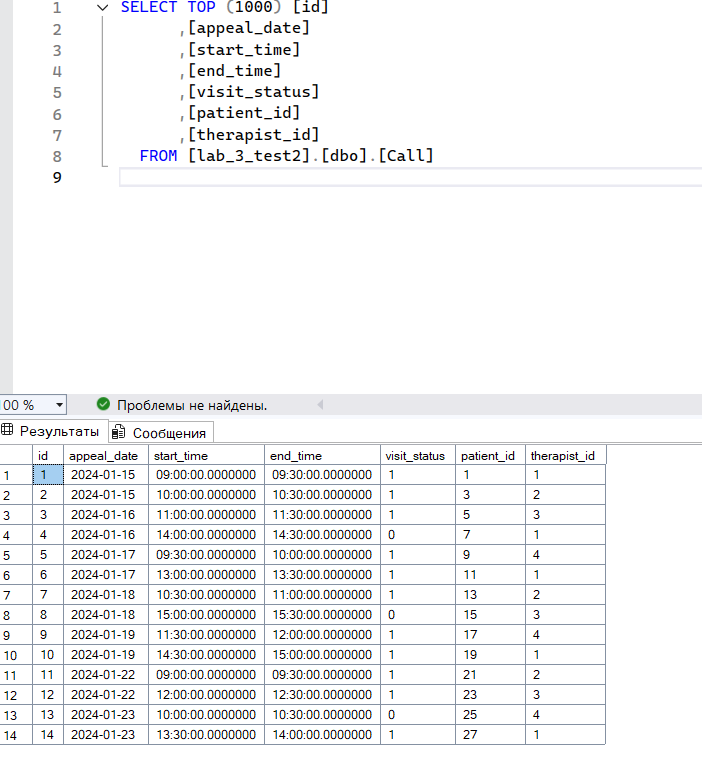 1 SELECT TOP (1000) [id]
2 ,[appeal_date]
3 ,[start_time]
4 ,[end_time]
5 ,[visit_status]
6 ,[patient_id]
7 ,[therapist_id]
8 FROM [lab_3_test2].[dbo].[Call]
9
00 % Проблемы не найдены.
Результаты Сообщения
id appeal_date start_time end_time visit_status patient_id therapist_id
1 1 2024-01-15 09:00:00.0000000 09:30:00.0000000 1 1 1
2 2 2024-01-15 10:00:00.0000000 10:30:00.0000000 1 3 2
3 3 2024-01-16 11:00:00.0000000 11:30:00.0000000 1 5 3
4 4 2024-01-16 14:00:00.0000000 14:30:00.0000000 0 7 1
5 5 2024-01-17 09:30:00.0000000 10:00:00.0000000 1 9 4
6 6 2024-01-17 13:00:00.0000000 13:30:00.0000000 1 11 1
7 7 2024-01-18 10:30:00.0000000 11:00:00.0000000 1 13 2
8 8 2024-01-18 15:00:00.0000000 15:30:00.0000000 0 15 3
9 9 2024-01-19 11:30:00.0000000 12:00:00.0000000 1 17 4
10 10 2024-01-19 14:30:00.0000000 15:00:00.0000000 1 19 1
11 11 2024-01-22 09:00:00.0000000 09:30:00.0000000 1 21 2
12 12 2024-01-22 12:00:00.0000000 12:30:00.0000000 1 23 3
13 13 2024-01-23 10:00:00.0000000 10:30:00.0000000 0 25 4
14 14 2024-01-23 13:30:00.0000000 14:00:00.0000000 1 27 1